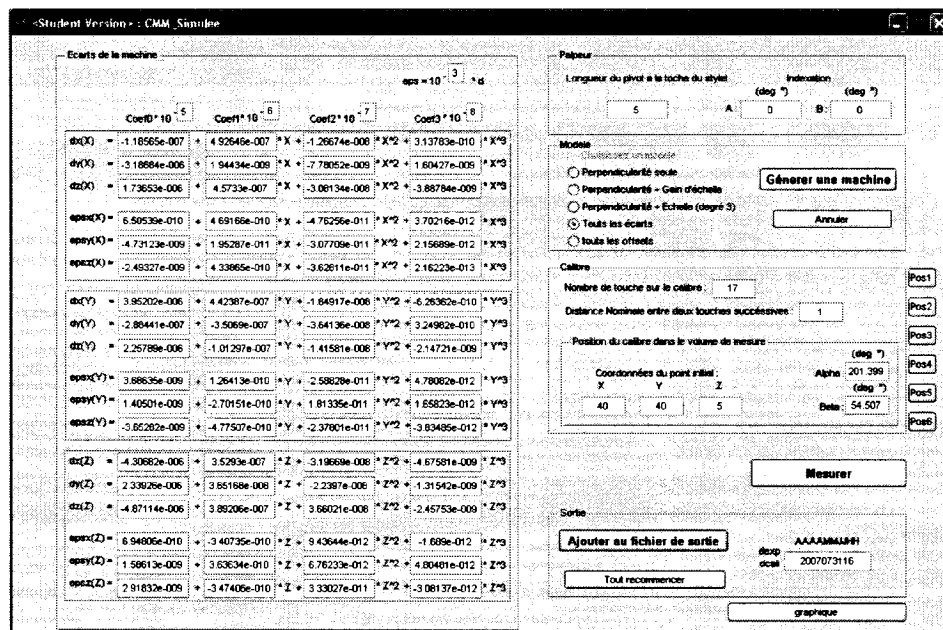 <Student Version> : CMM_Simulee
Ecarts de la machine
eps = 10^- 3 * d
Coef0 * 10^- 5 Coef1 * 10^- 6 Coef2 * 10^- 7 Coef3 * 10^- 8
dx(X) = -1.18565e-007 + 4.92646e-007 * X + -1.26674e-008 * X^2 + 3.13783e-010 * X^3
dy(X) = -3.18684e-006 + 1.94434e-009 * X + -7.78052e-009 * X^2 + 1.60427e-009 * X^3
dz(X) = 1.73653e-006 + 4.5733e-007 * X + -3.08134e-008 * X^2 + -3.88784e-009 * X^3
epsx(X) = 6.50539e-010 + 4.69166e-010 * X + -4.76256e-011 * X^2 + 3.70216e-012 * X^3
epsy(X) = -4.73123e-009 + 1.95287e-011 * X + -3.07709e-011 * X^2 + 2.15689e-012 * X^3
epsz(X) = -2.49327e-009 + 4.33865e-010 * X + -3.62811e-011 * X^2 + 2.16223e-013 * X^3
dx(Y) = 3.95202e-006 + 4.42387e-007 * Y + -1.84917e-008 * Y^2 + -6.26362e-010 * Y^3
dy(Y) = -2.88441e-007 + -3.5069e-007 * Y + -3.64136e-008 * Y^2 + 3.24982e-010 * Y^3
dz(Y) = 2.25789e-006 + -1.01297e-007 * Y + -1.41581e-008 * Y^2 + -2.14721e-009 * Y^3
epsx(Y) = 3.68635e-009 + 1.26413e-010 * Y + -2.58828e-011 * Y^2 + 4.78082e-012 * Y^3
epsy(Y) = 1.40501e-009 + -2.70151e-010 * Y + 1.81335e-011 * Y^2 + 1.65823e-012 * Y^3
epsz(Y) = -3.65282e-009 + -4.77507e-010 * Y + -2.37801e-011 * Y^2 + -3.83485e-012 * Y^3
dx(Z) = -4.30682e-006 + 3.5293e-007 * Z + -3.19669e-008 * Z^2 + -4.67581e-009 * Z^3
dy(Z) = 2.33926e-006 + 3.65168e-008 * Z + -2.2397e-008 * Z^2 + -1.31542e-009 * Z^3
dz(Z) = -4.87114e-006 + 3.89206e-007 * Z + 3.66021e-008 * Z^2 + -2.45753e-009 * Z^3
epsx(Z) = 6.94806e-010 + -3.40735e-010 * Z + 9.43644e-012 * Z^2 + -1.689e-012 * Z^3
epsy(Z) = 1.58613e-009 + 3.63634e-010 * Z + 6.76233e-012 * Z^2 + 4.80481e-012 * Z^3
epsz(Z) = 2.91832e-009 + -3.47406e-010 * Z + 3.33027e-011 * Z^2 + -3.08137e-012 * Z^3
Palpeur
Longueur du pivot à la toche du stylet Indexation
(deg °) (deg °)
5 A: 0 B: 0
Modele
Choisissez un modele
Perpendicularité seule
Perpendicularité + Gain d'échelle
Perpendicularité + Echelle (degré 3)
Touts les écarts
touts les offsets
Génerer une machine
Annuler
Calibre
Nombre de touche sur le calibre : 17
Distance Nominale entre deux touches succéssives : 1
Position du calibre dans le volume de mesure
Coordonnées du point initial :
X Y Z
40 40 5
(deg °)
Alpha: 201.399
(deg °)
Beta: 54.507
Pos1
Pos2
Pos3
Pos4
Pos5
Pos6
Mesurer
Sortie
Ajouter au fichier de sortie
Tout recommencer
AAAAMMJJHH
dexp
dcali 2007073116
graphique